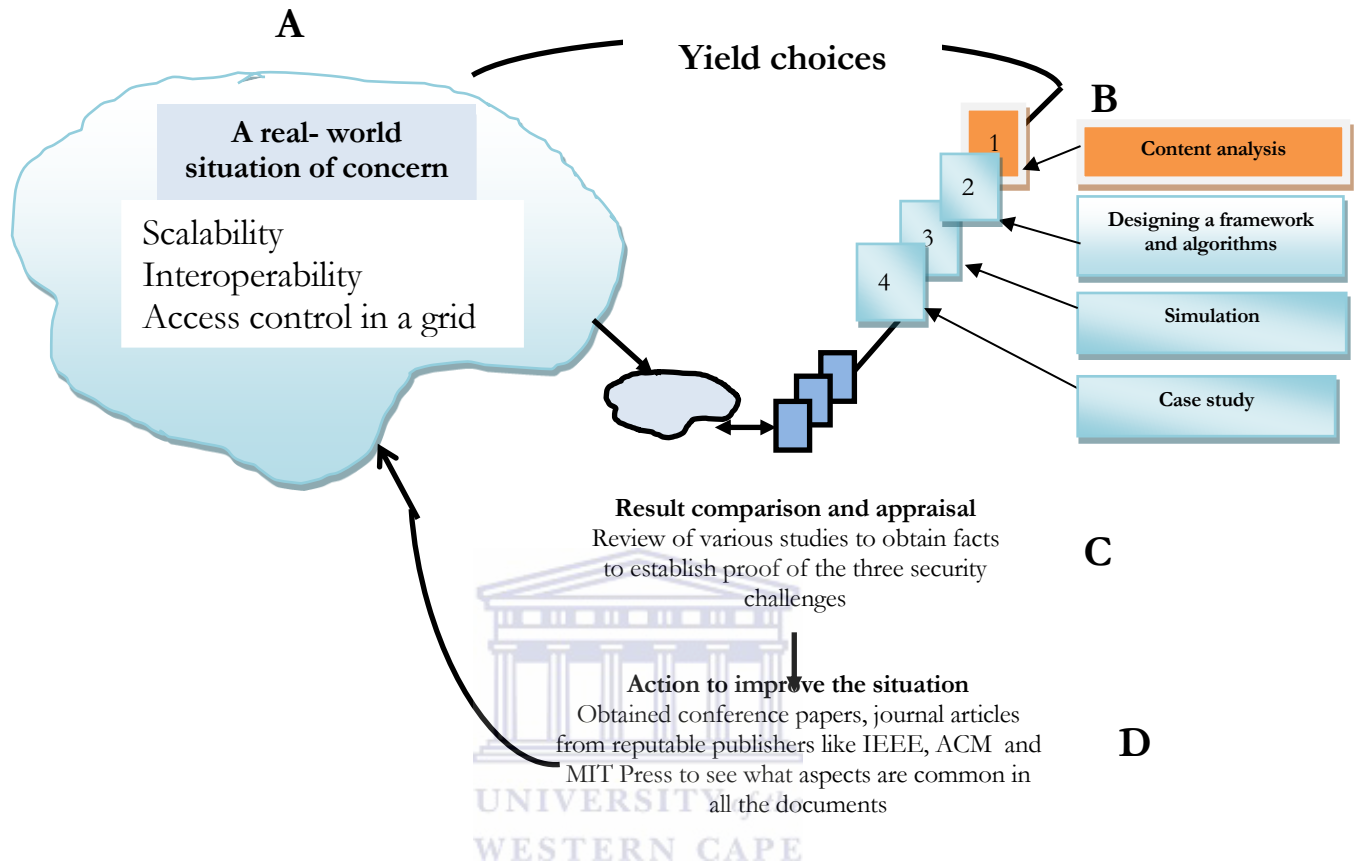 A
Yield choices
A real- world
situation of concern
Scalability
Interoperability
Access control in a grid
B
1
2
3
4
Content analysis
Designing a framework
and algorithms
Simulation
Case study
Result comparison and appraisal
Review of various studies to obtain facts
to establish proof of the three security
challenges
C
Action to improve the situation
Obtained conference papers, journal articles
from reputable publishers like IEEE, ACM and
MIT Press to see what aspects are common in
all the documents
D
UNIVERSITY of the
WESTERN CAPE